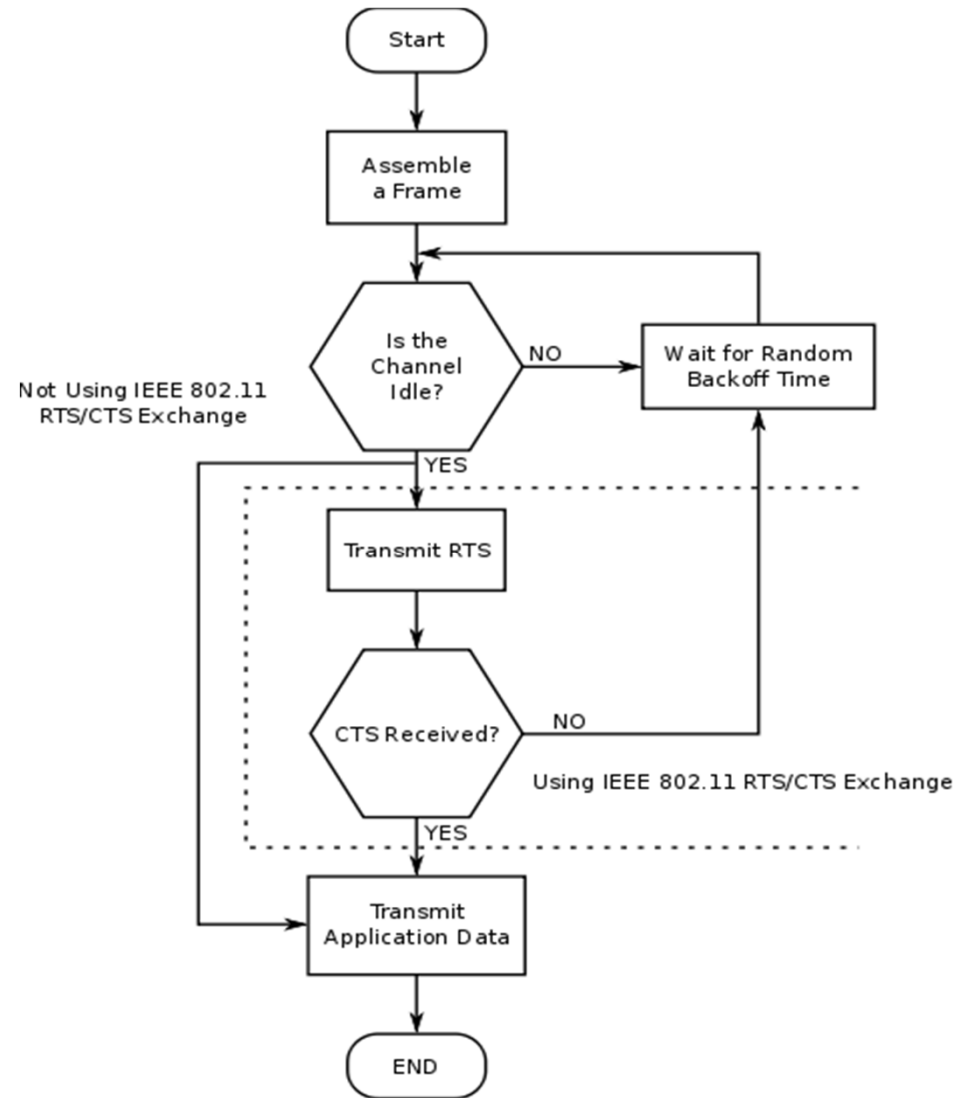 Start
Assemble
a Frame
Is the
Channel
Idle?
NO
Wait for Random
Backoff Time
Not Using IEEE 802.11
RTS/CTS Exchange
YES
Transmit RTS
CTS Received?
NO
Using IEEE 802.11 RTS/CTS Exchange
YES
Transmit
Application Data
END